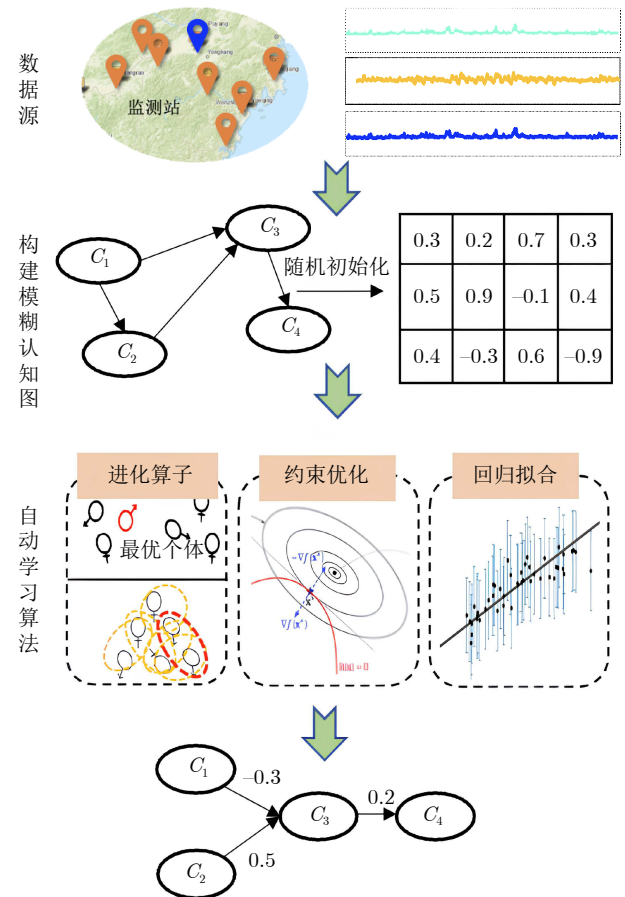 数据源
监测站
构建模糊认知图
C₁
C₂
C₃
C₄
随机初始化
0.3 0.2 0.7 0.3
0.5 0.9 –0.1 0.4
0.4 –0.3 0.6 –0.9
自动学习算法
进化算子
最优个体
约束优化
回归拟合
C₁
–0.3
C₃
0.2
C₄
C₂
0.5